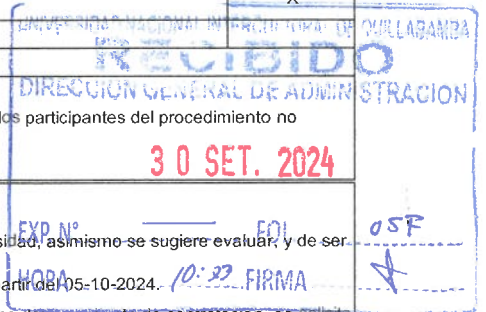 X
UNIVERSIDAD NACIONAL INTERCULTURAL DE QUILLABAMBA
RECIBIDO
DIRECCION GENERAL DE ADMINISTRACION
los participantes del procedimiento no
30 SET. 2024
EXP. N° FOL 05F
sidad, asimismo se sugiere evaluar, y de ser
partir del 05-10-2024.
HORA 10:33 FIRMA